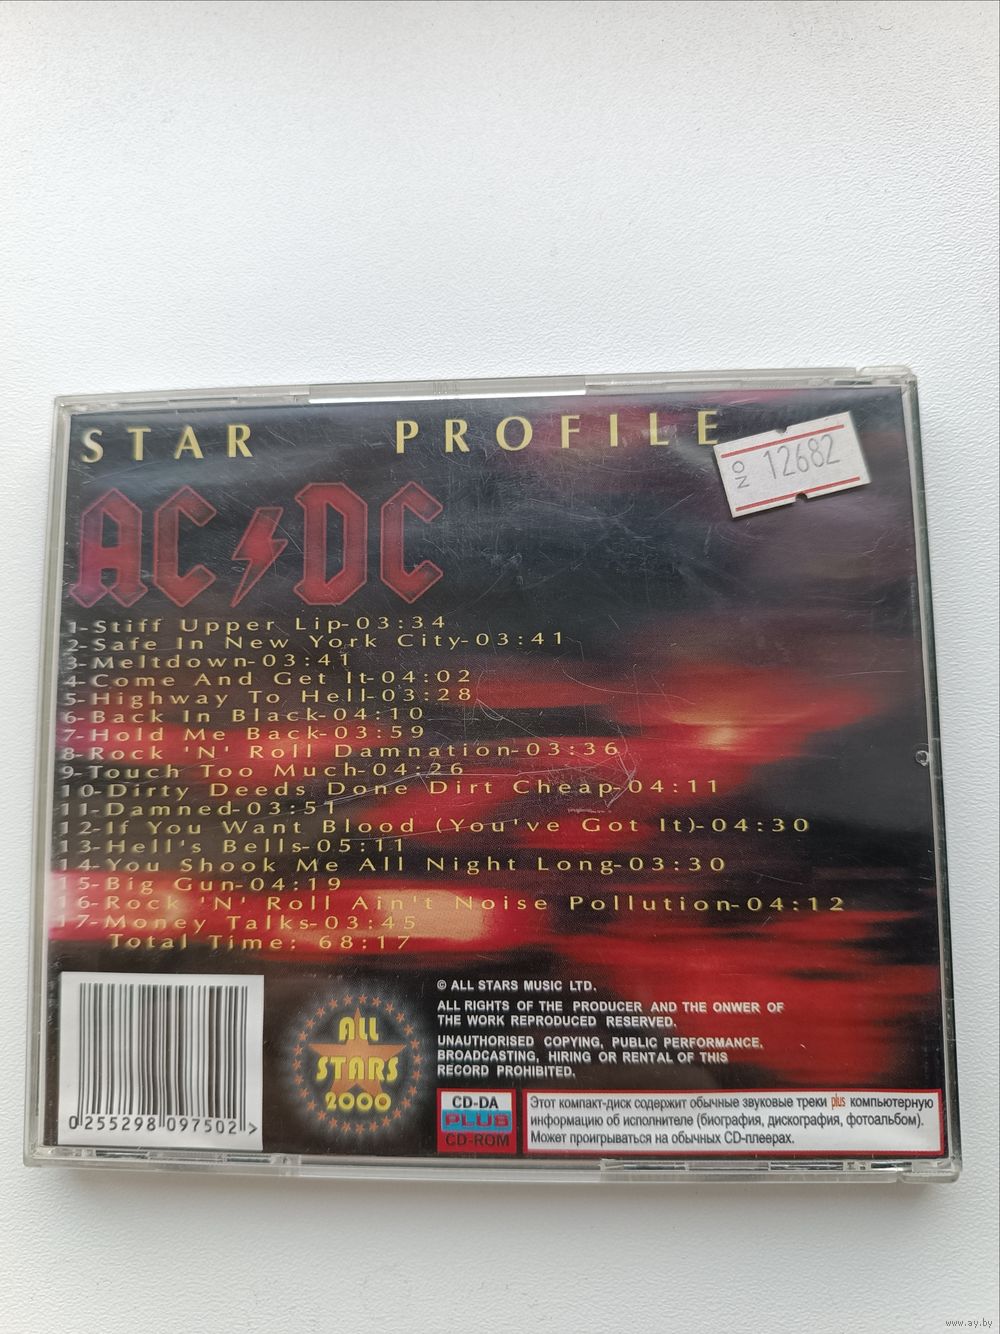 STAR PROFILE
NO 12682
AC DC
1-Stiff Upper Lip-03:34
2-Safe In New York City-03:41
3-Meltdown-03:41
4-Come And Get It-04:02
5-Highway To Hell-03:28
6-Back In Black-04:10
7-Hold Me Back-03:59
8-Rock 'N' Roll Damnation-03:36
9-Touch Too Much-04:26
10-Dirty Deeds Done Dirt Cheap-04:11
11-Damned-03:51
12-If You Want Blood (You've Got It)-04:30
13-Hell's Bells-05:11
14-You Shook Me All Night Long-03:30
15-Big Gun-04:19
16-Rock 'N' Roll Ain't Noise Pollution-04:12
17-Money Talks-03:45
Total Time: 68:17
0 255298 097502 >
ALL
STARS
2000
© ALL STARS MUSIC LTD.
ALL RIGHTS OF THE PRODUCER AND THE ONWER OF
THE WORK REPRODUCED RESERVED.
UNAUTHORISED COPYING, PUBLIC PERFORMANCE,
BROADCASTING, HIRING OR RENTAL OF THIS
RECORD PROHIBITED.
CD-DA
PLUS
CD-ROM
Этот компакт-диск содержит обычные звуковые треки plus компьютерную
информацию об исполнителе (биография, дискография, фотоальбом).
Может проигрываться на обычных CD-плеерах.
www.ay.by